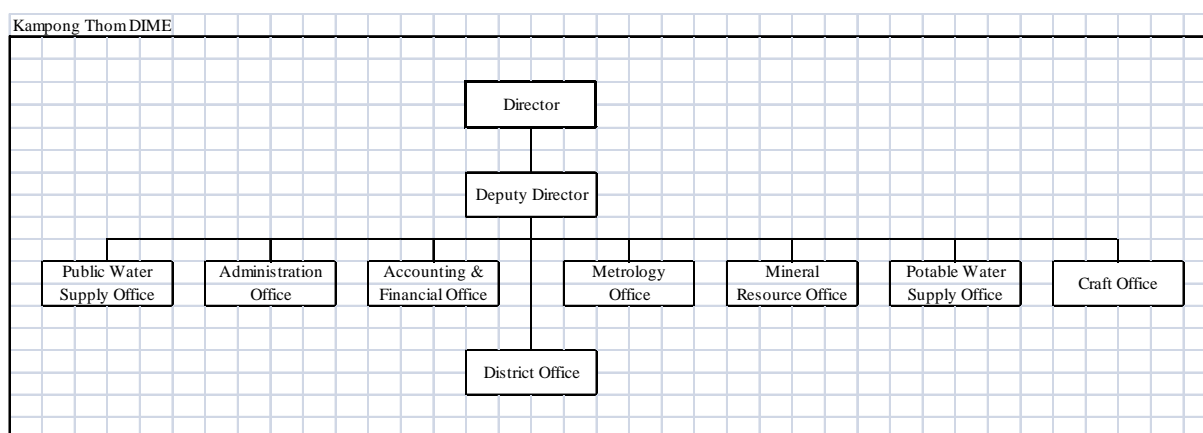 Kampong Thom DIME
Director
Deputy Director
Public Water
Supply Office
Administration
Office
Accounting &
Financial Office
Metrology
Office
Mineral
Resource Office
Potable Water
Supply Office
Craft Office
District Office